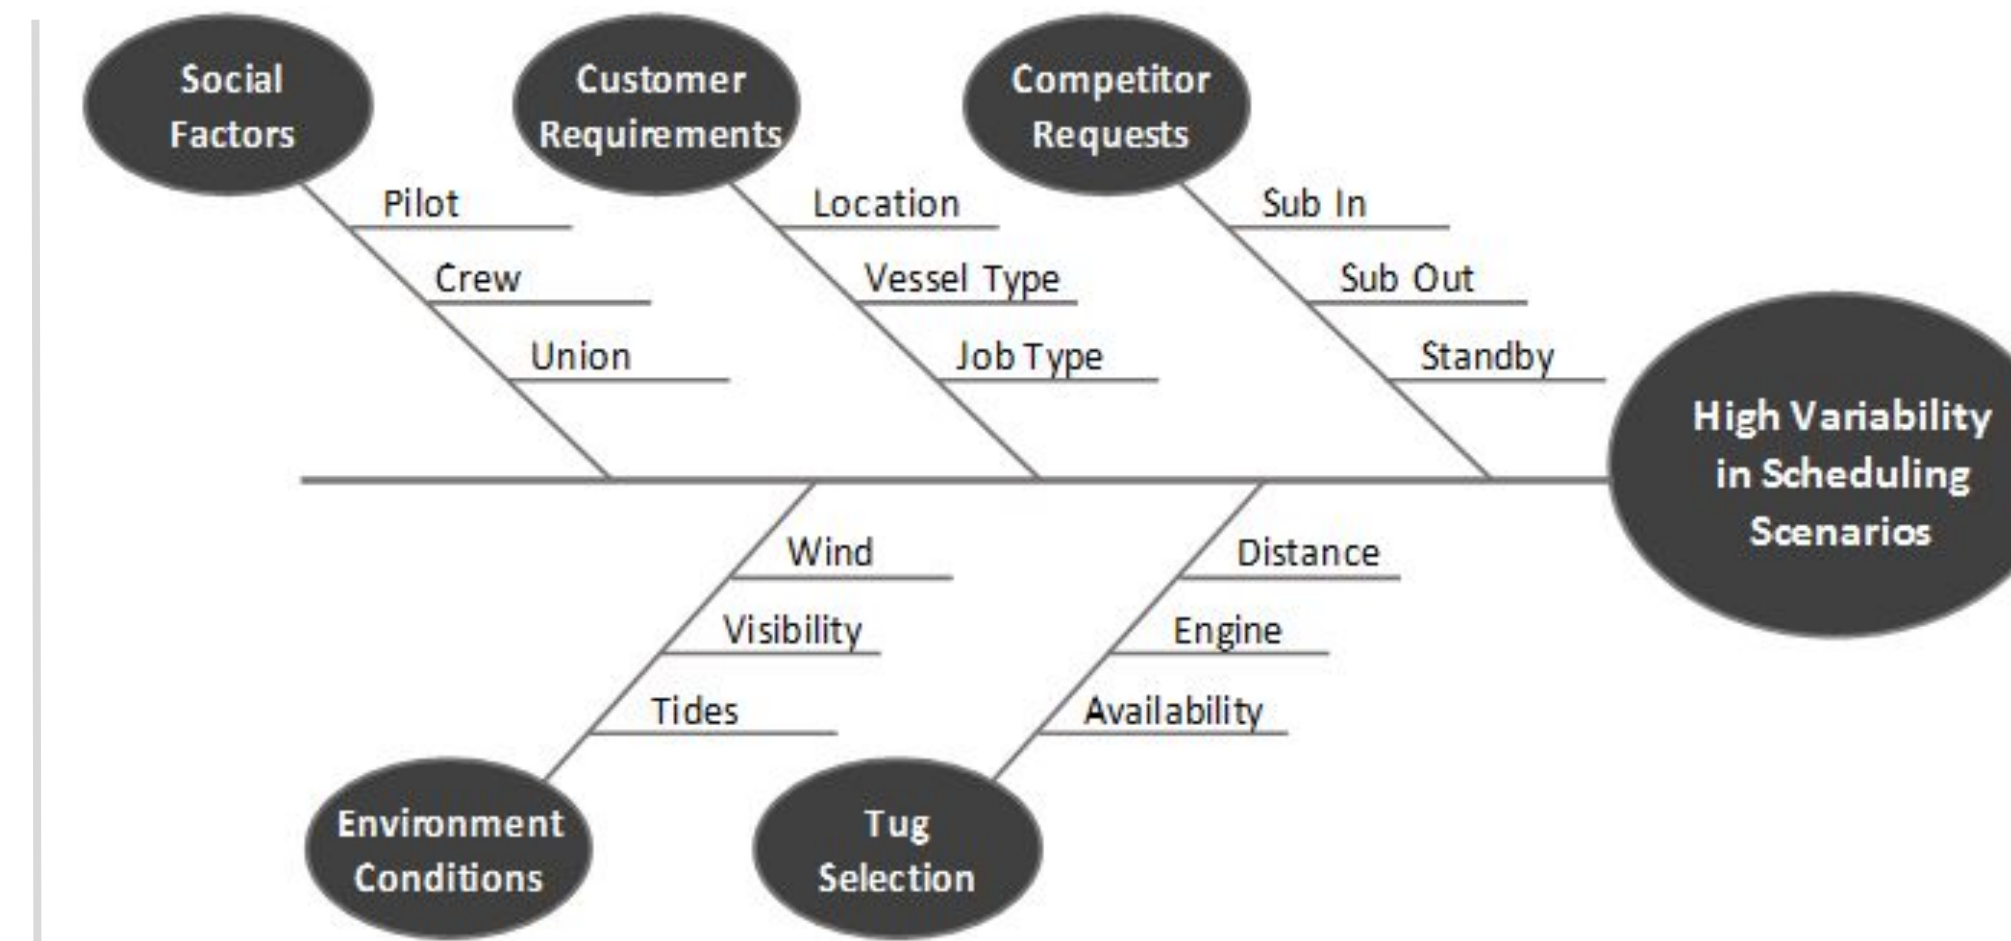 Social
Factors
Customer
Requirements
Competitor
Requests
Pilot
Location
Sub In
Crew
Vessel Type
Sub Out
Union
Job Type
Standby
High Variability
in Scheduling
Scenarios
Wind
Distance
Visibility
Engine
Tides
Availability
Environment
Conditions
Tug
Selection